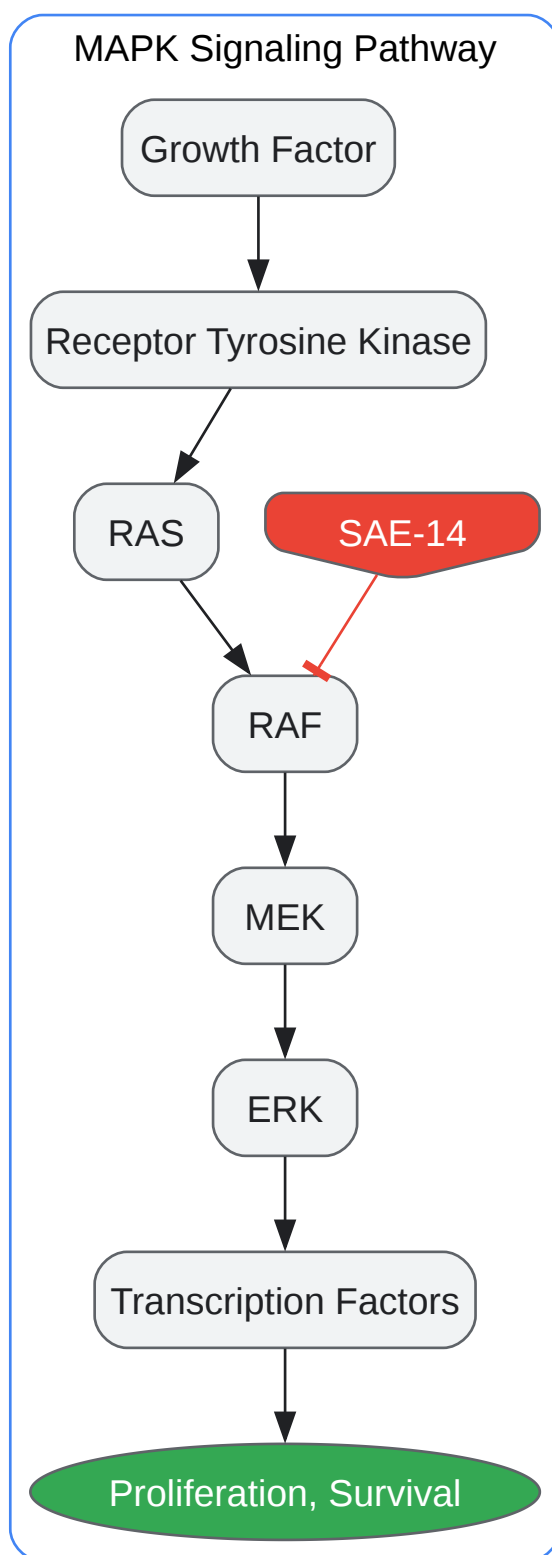 MAPK Signaling Pathway
Growth Factor
Receptor Tyrosine Kinase
RAS
SAE-14
RAF
MEK
ERK
Transcription Factors
Proliferation, Survival